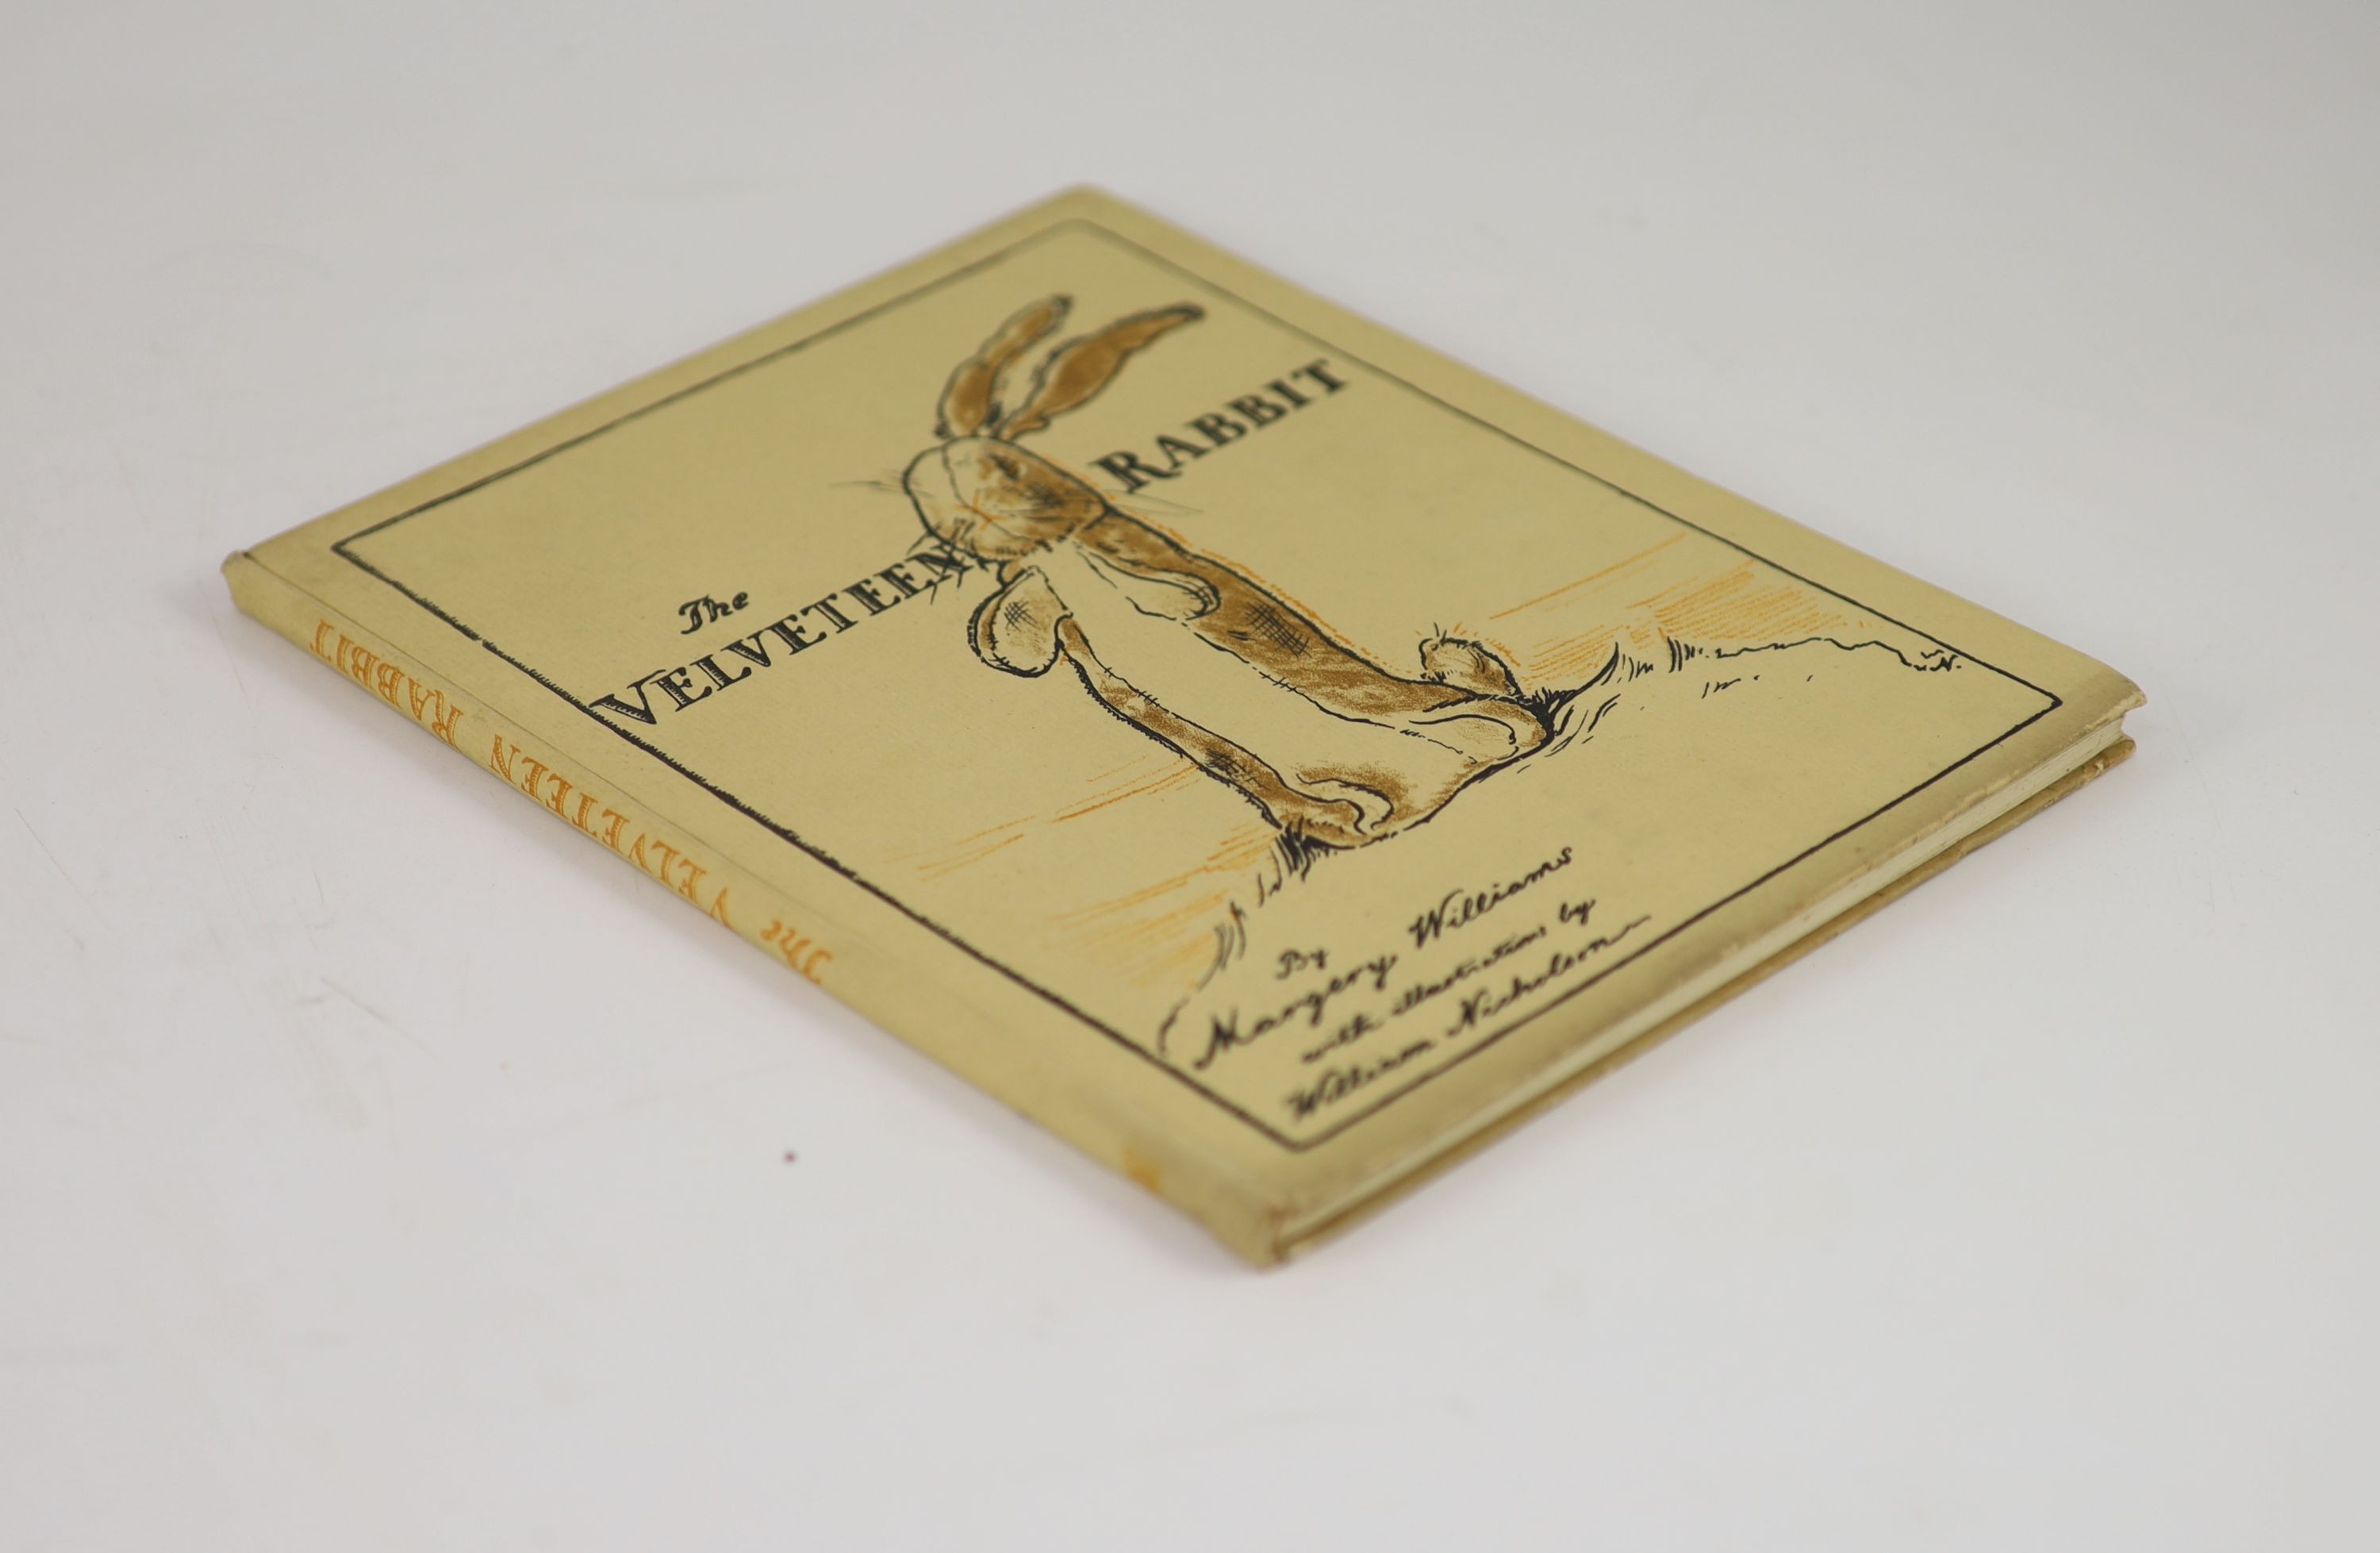 The
VELVETEEN RABBIT
By
Margery Williams
with illustrations by
William Nicholson
N.
The VELVETEEN RABBIT